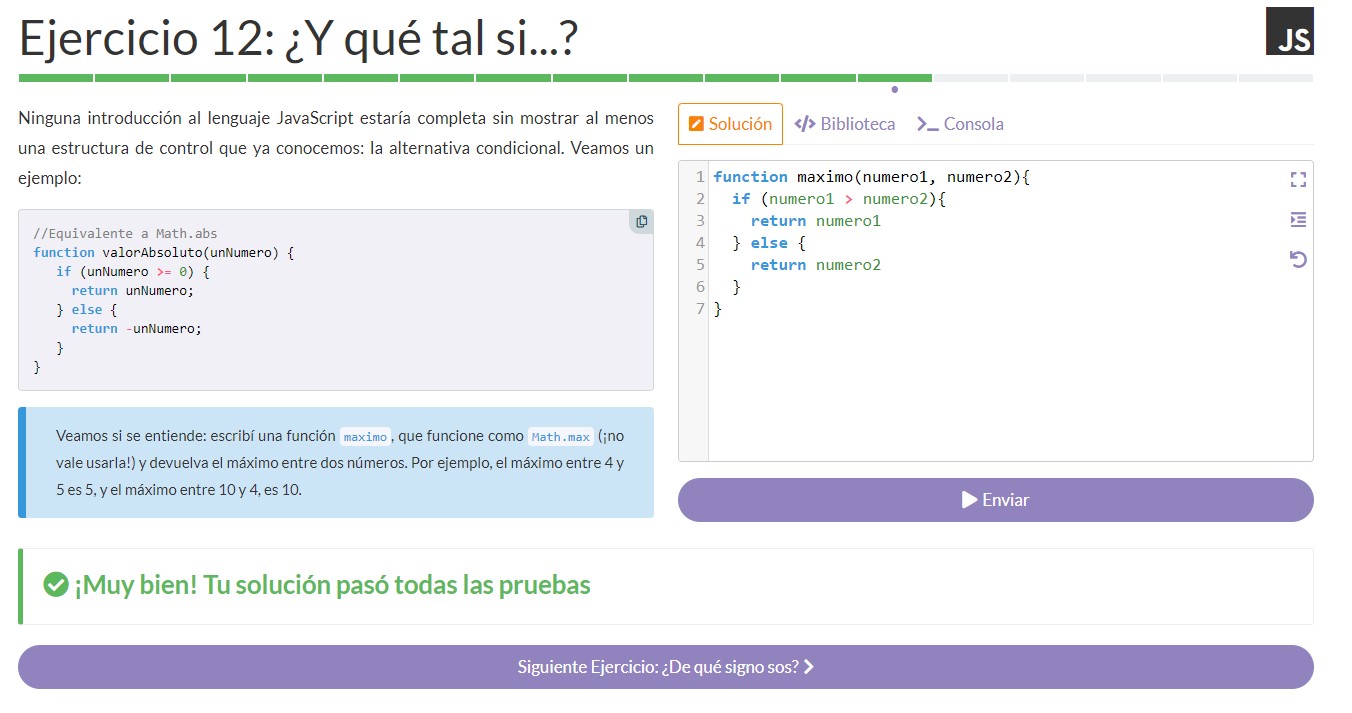 Ejercicio 12: ¿Y qué tal si...?
JS
Ninguna introducción al lenguaje JavaScript estaría completa sin mostrar al menos
una estructura de control que ya conocemos: la alternativa condicional. Veamos un
ejemplo:
//Equivalente a Math.abs
function valorAbsoluto(unNumero) {
   if (unNumero >= 0) {
     return unNumero;
   } else {
     return -unNumero;
   }
}
Veamos si se entiende: escribí una función maximo, que funcione como Math.max (¡no
vale usarla!) y devuelva el máximo entre dos números. Por ejemplo, el máximo entre 4 y
5 es 5, y el máximo entre 10 y 4, es 10.
Solución </> Biblioteca >_ Consola
1 function maximo(numero1, numero2){
2   if (numero1 > numero2){
3     return numero1
4   } else {
5     return numero2
6   }
7 }
Enviar
¡Muy bien! Tu solución pasó todas las pruebas
Siguiente Ejercicio: ¿De qué signo sos?